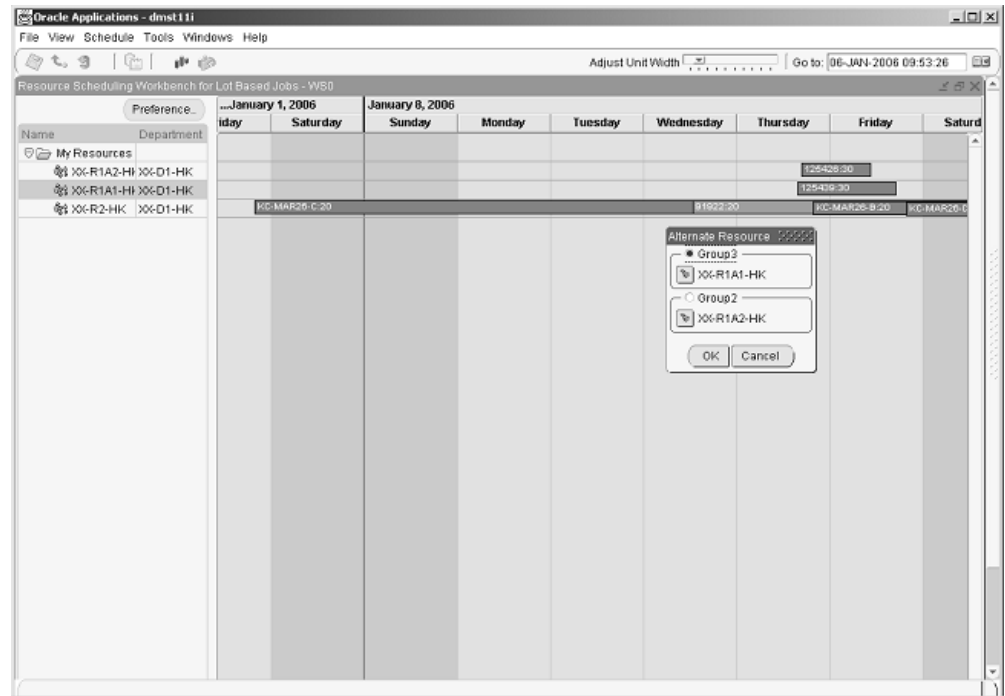 Oracle Applications - dmst11i
File View Schedule Tools Windows Help
Adjust Unit Width Go to: 06-JAN-2006 09:53:26
Resource Scheduling Workbench for Lot Based Jobs - WS0
Preference... ...January 1, 2006 January 8, 2006
Name Department iday Saturday Sunday Monday Tuesday Wednesday Thursday Friday Saturd
My Resources
XX-R1A2-HK XX-D1-HK 125426:30
XX-R1A1-HK XX-D1-HK 125439:30
XX-R2-HK XX-D1-HK KC-MAR26-C:20 91922:20 KC-MAR26-B:20 KC-MAR26-D
Alternate Resource
Group3
XX-R1A1-HK
Group2
XX-R1A2-HK
OK Cancel